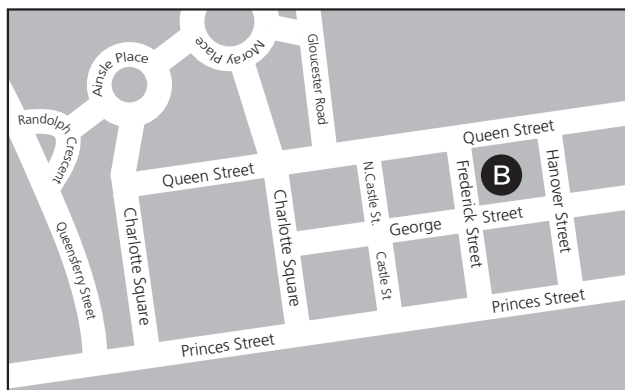 Ainsle Place
Moray Place
Gloucester Road
Randolph
Crescent
Queen Street
Queen Street
N.Castle St.
Frederick Street
B
Hanover Street
Charlotte Square
Charlotte Square
George
Street
Queensferry Street
Castle St
Princes Street
Princes Street